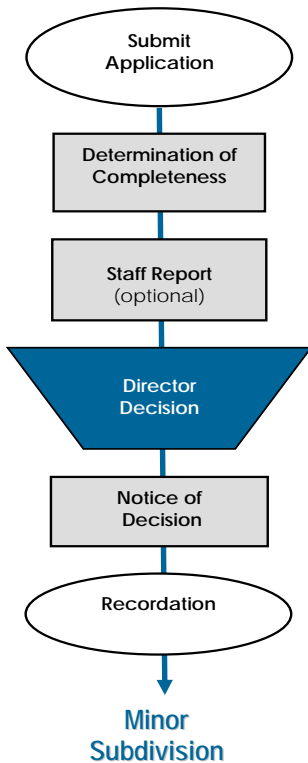 Submit
Application
Determination of
Completeness
Staff Report
(optional)
Director
Decision
Notice of
Decision
Recordation
Minor
Subdivision